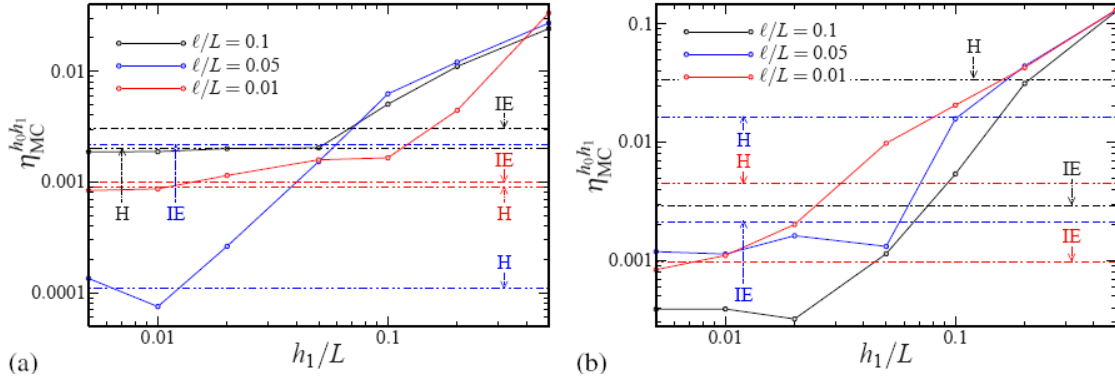 0.01
0.001
0.0001
η_MC^{h₀h₁}
ℓ/L = 0.1
ℓ/L = 0.05
ℓ/L = 0.01
IE
IE
H
IE
H
H
0.01
0.1
h₁/L
(a)
0.1
0.01
0.001
η_MC^{h₀h₁}
ℓ/L = 0.1
ℓ/L = 0.05
ℓ/L = 0.01
H
H
H
IE
IE
IE
0.01
0.1
h₁/L
(b)